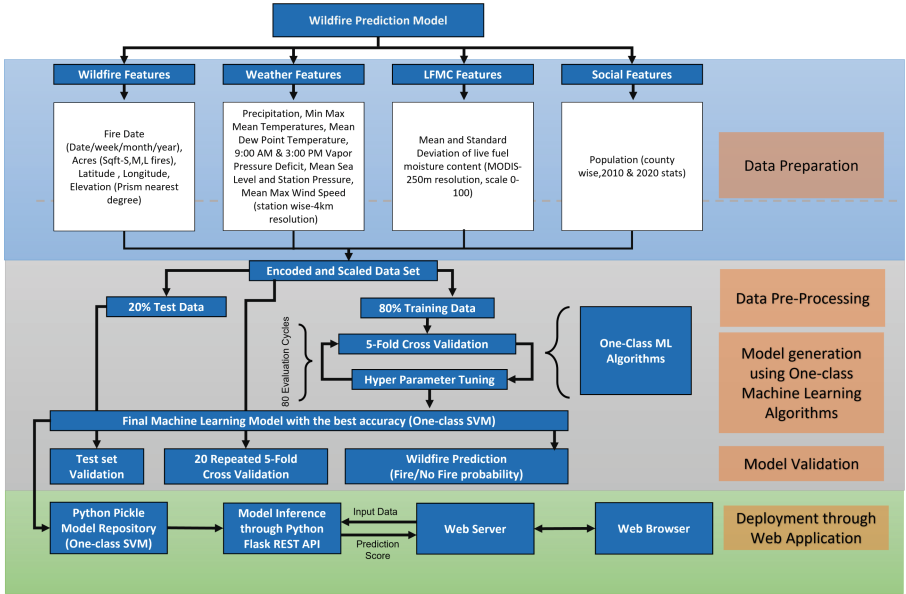 Wildfire Prediction Model
Wildfire Features
Weather Features
LFMC Features
Social Features
Fire Date
(Date/week/month/year),
Acres (Sqft-S,M,L fires),
Latitude , Longitude,
Elevation (Prism nearest
degree)
Precipitation, Min Max
Mean Temperatures, Mean
Dew Point Temperature,
9:00 AM & 3:00 PM Vapor
Pressure Deficit, Mean Sea
Level and Station Pressure,
Mean Max Wind Speed
(station wise-4km
resolution)
Mean and Standard
Deviation of live fuel
moisture content (MODIS-
250m resolution, scale 0-
100)
Population (county
wise,2010 & 2020 stats)
Data Preparation
Encoded and Scaled Data Set
20% Test Data
80% Training Data
Data Pre-Processing
80 Evaluation Cycles
5-Fold Cross Validation
Hyper Parameter Tuning
One-Class ML
Algorithms
Model generation
using One-class
Machine Learning
Algorithms
Final Machine Learning Model with the best accuracy (One-class SVM)
Test set
Validation
20 Repeated 5-Fold
Cross Validation
Wildfire Prediction
(Fire/No Fire probability)
Model Validation
Python Pickle
Model Repository
(One-class SVM)
Model Inference
through Python
Flask REST API
Input Data
Prediction
Score
Web Server
Web Browser
Deployment through
Web Application